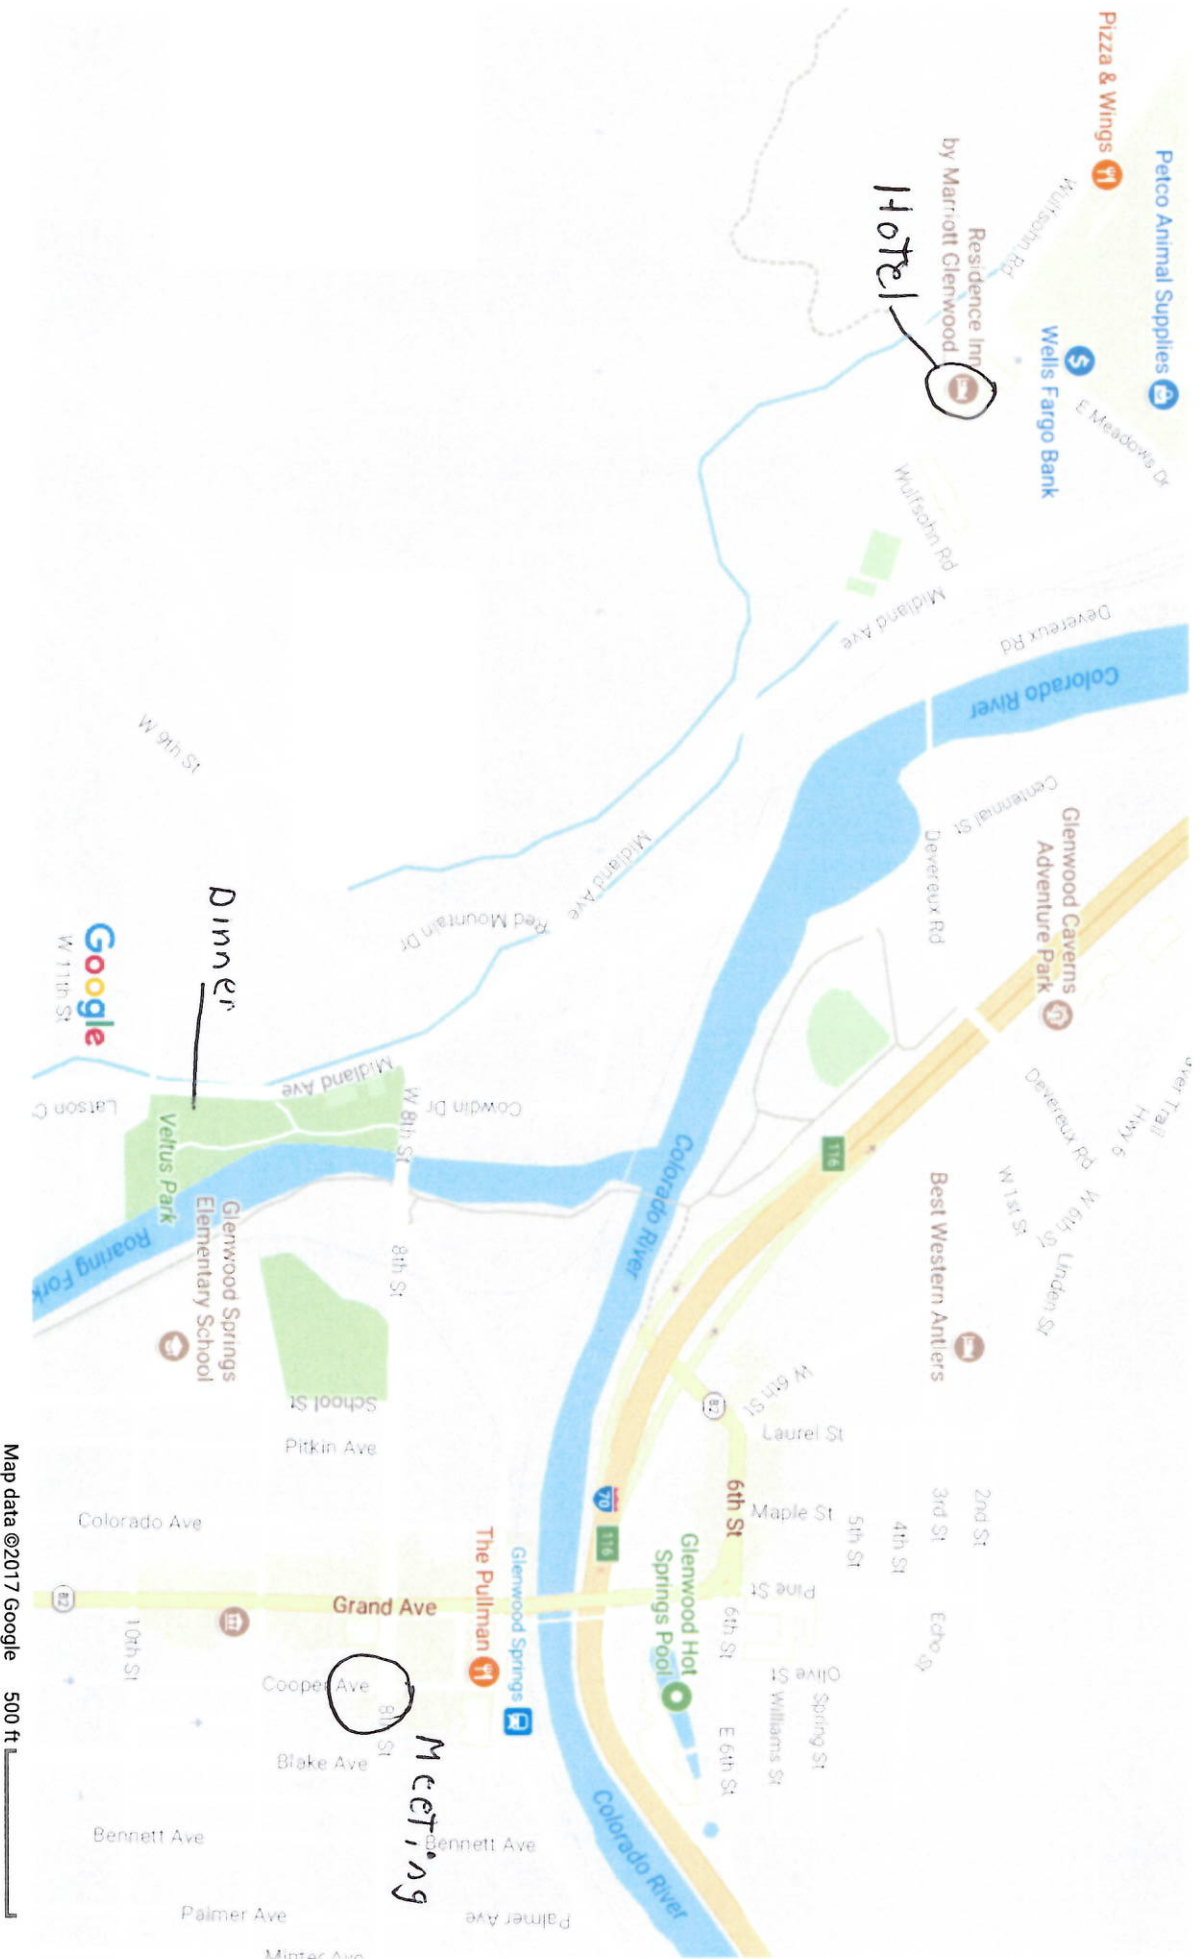 Pizza & Wings
Petco Animal Supplies
Wulfsohn Rd
Residence Inn
by Marriott Glenwood
Hotel
Wells Fargo Bank
E Meadows Dr
Wulfsohn Rd
Midland Ave
Devereux Rd
Colorado River
Centennial St
Devereux Rd
Glenwood Caverns
Adventure Park
W 9th St
Midland Ave
Red Mountain Dr
Dinner
Google
W 11th St
Midland Ave
Cowdin Dr
W 8th St
Veltus Park
Roaring Fork
Glenwood Springs
Elementary School
8th St
Colorado River
116
Devereux Rd
Hwy 6
W 1st St
W 6th St
Linden St
Best Western Antlers
W 6th St
82
Laurel St
School St
Pitkin Ave
Colorado Ave
6th St
Maple St
5th St
4th St
3rd St
2nd St
70
116
The Pullman
Glenwood Springs
Glenwood Hot
Springs Pool
Pine St
6th St
Echo St
Olive St
Spring St
Williams St
E 6th St
82
Grand Ave
10th St
Cooper Ave
8th St
Blake Ave
Meeting
Bennett Ave
Bennett Ave
Colorado River
Palmer Ave
Palmer Ave
Minter Ave
Map data ©2017 Google
500 ft